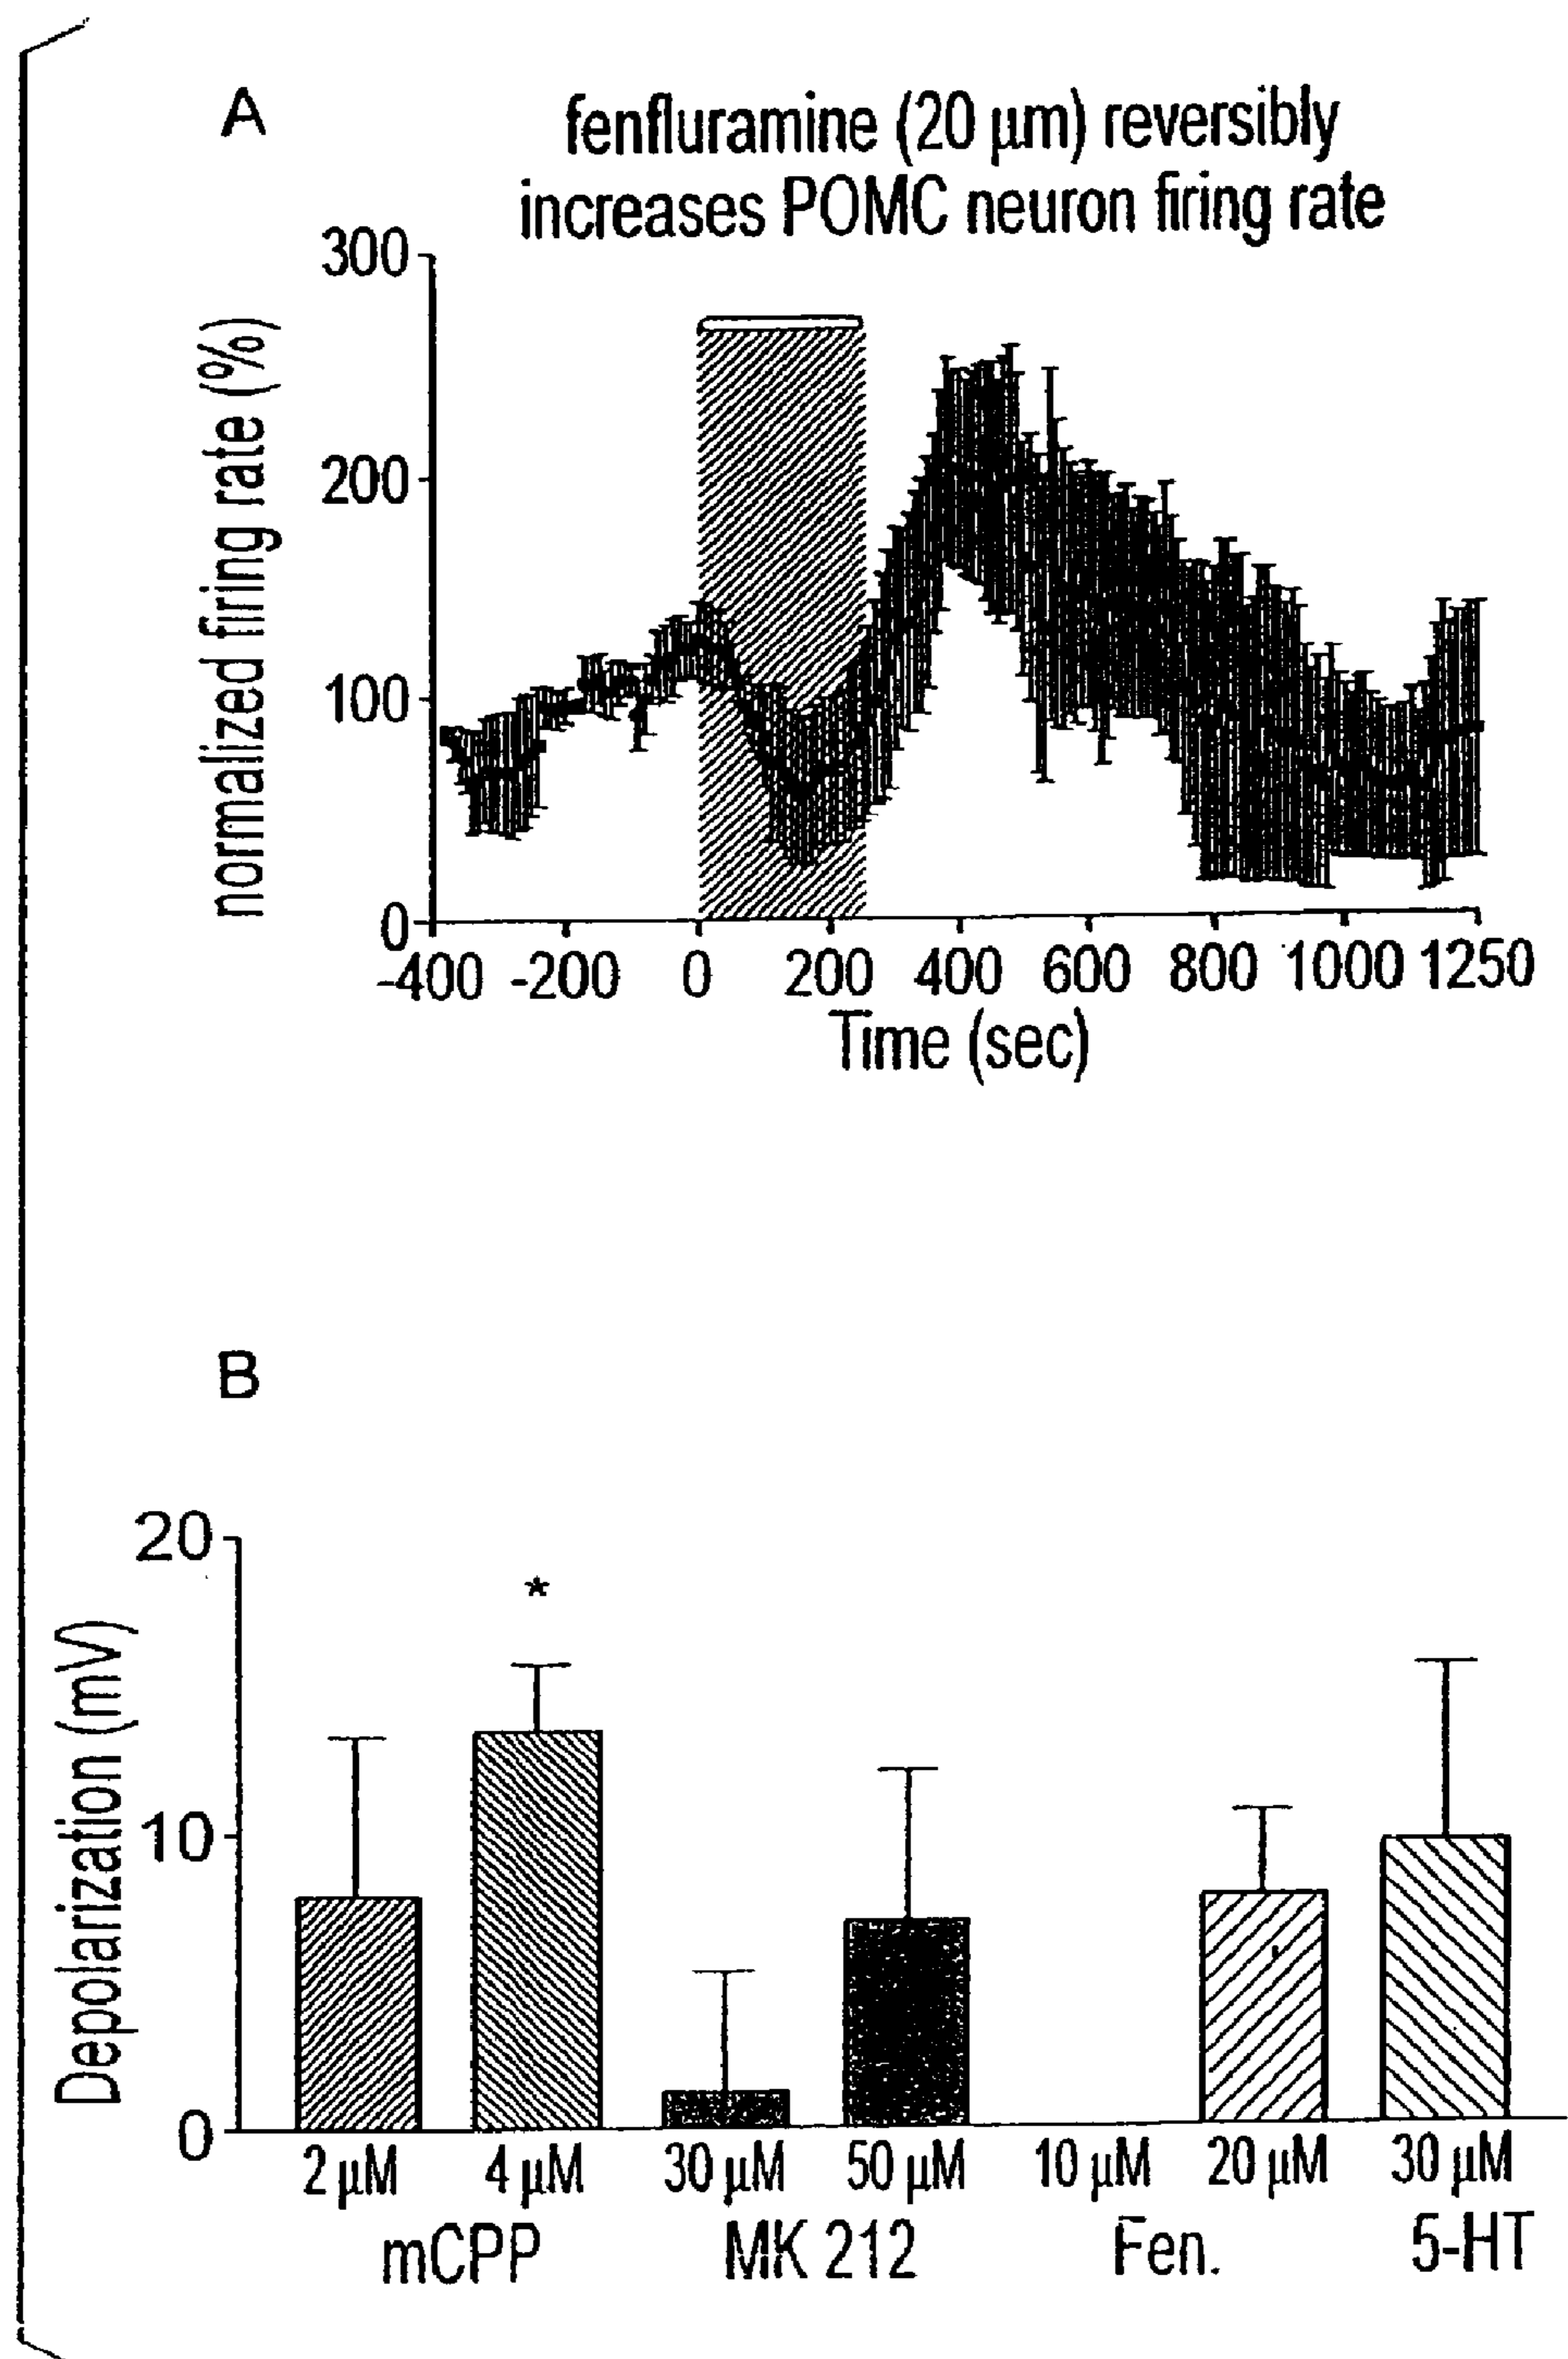 A
fenfluramine (20 µm) reversibly
increases POMC neuron firing rate
300
200
100
0
normalized firing rate (%)
-400 -200 0 200 400 600 800 1000 1250
Time (sec)
B
20
10
0
Depolarization (mV)
*
2 µM 4 µM 30 µM 50 µM 10 µM 20 µM 30 µM
mCPP MK 212 Fen. 5-HT